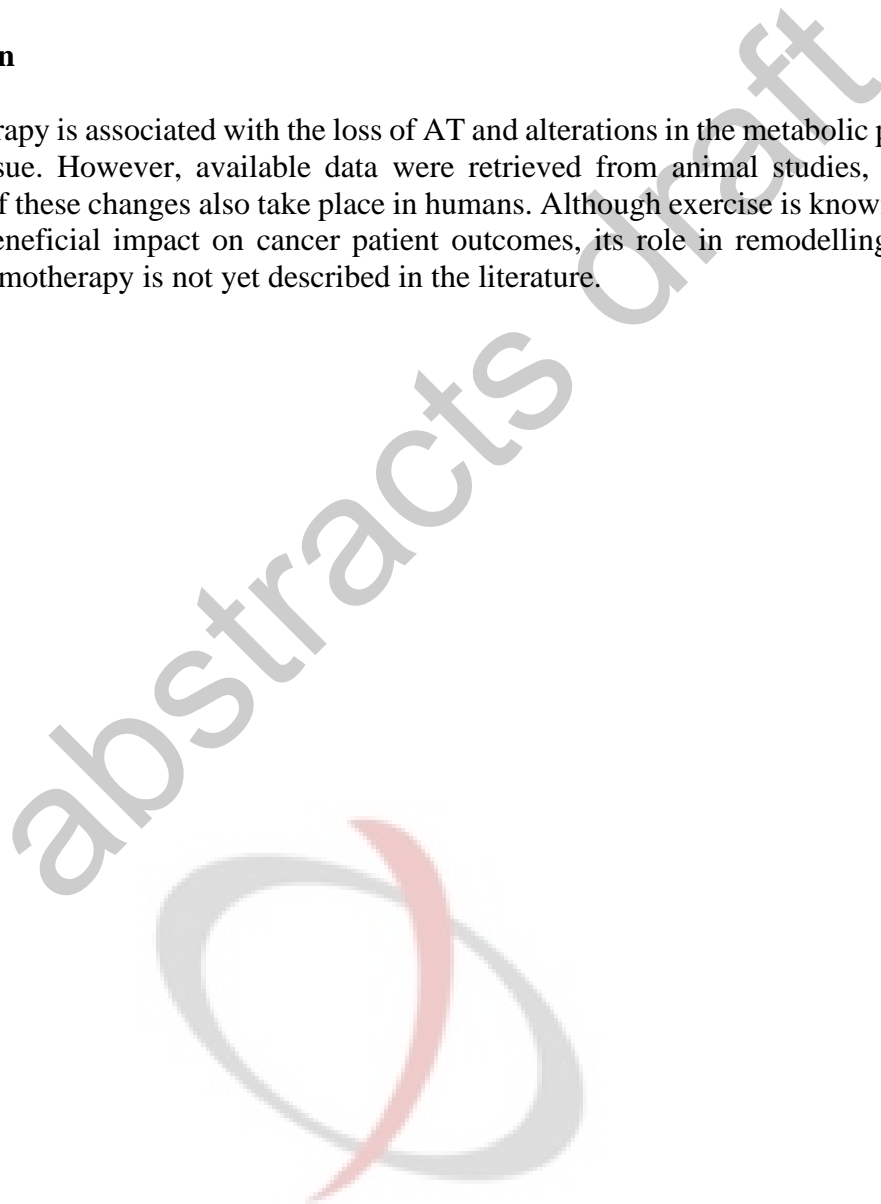 n
rapy is associated with the loss of AT and alterations in the metabolic p
sue. However, available data were retrieved from animal studies,
f these changes also take place in humans. Although exercise is know
eneficial impact on cancer patient outcomes, its role in remodelling
motherapy is not yet described in the literature.
abstracts draft